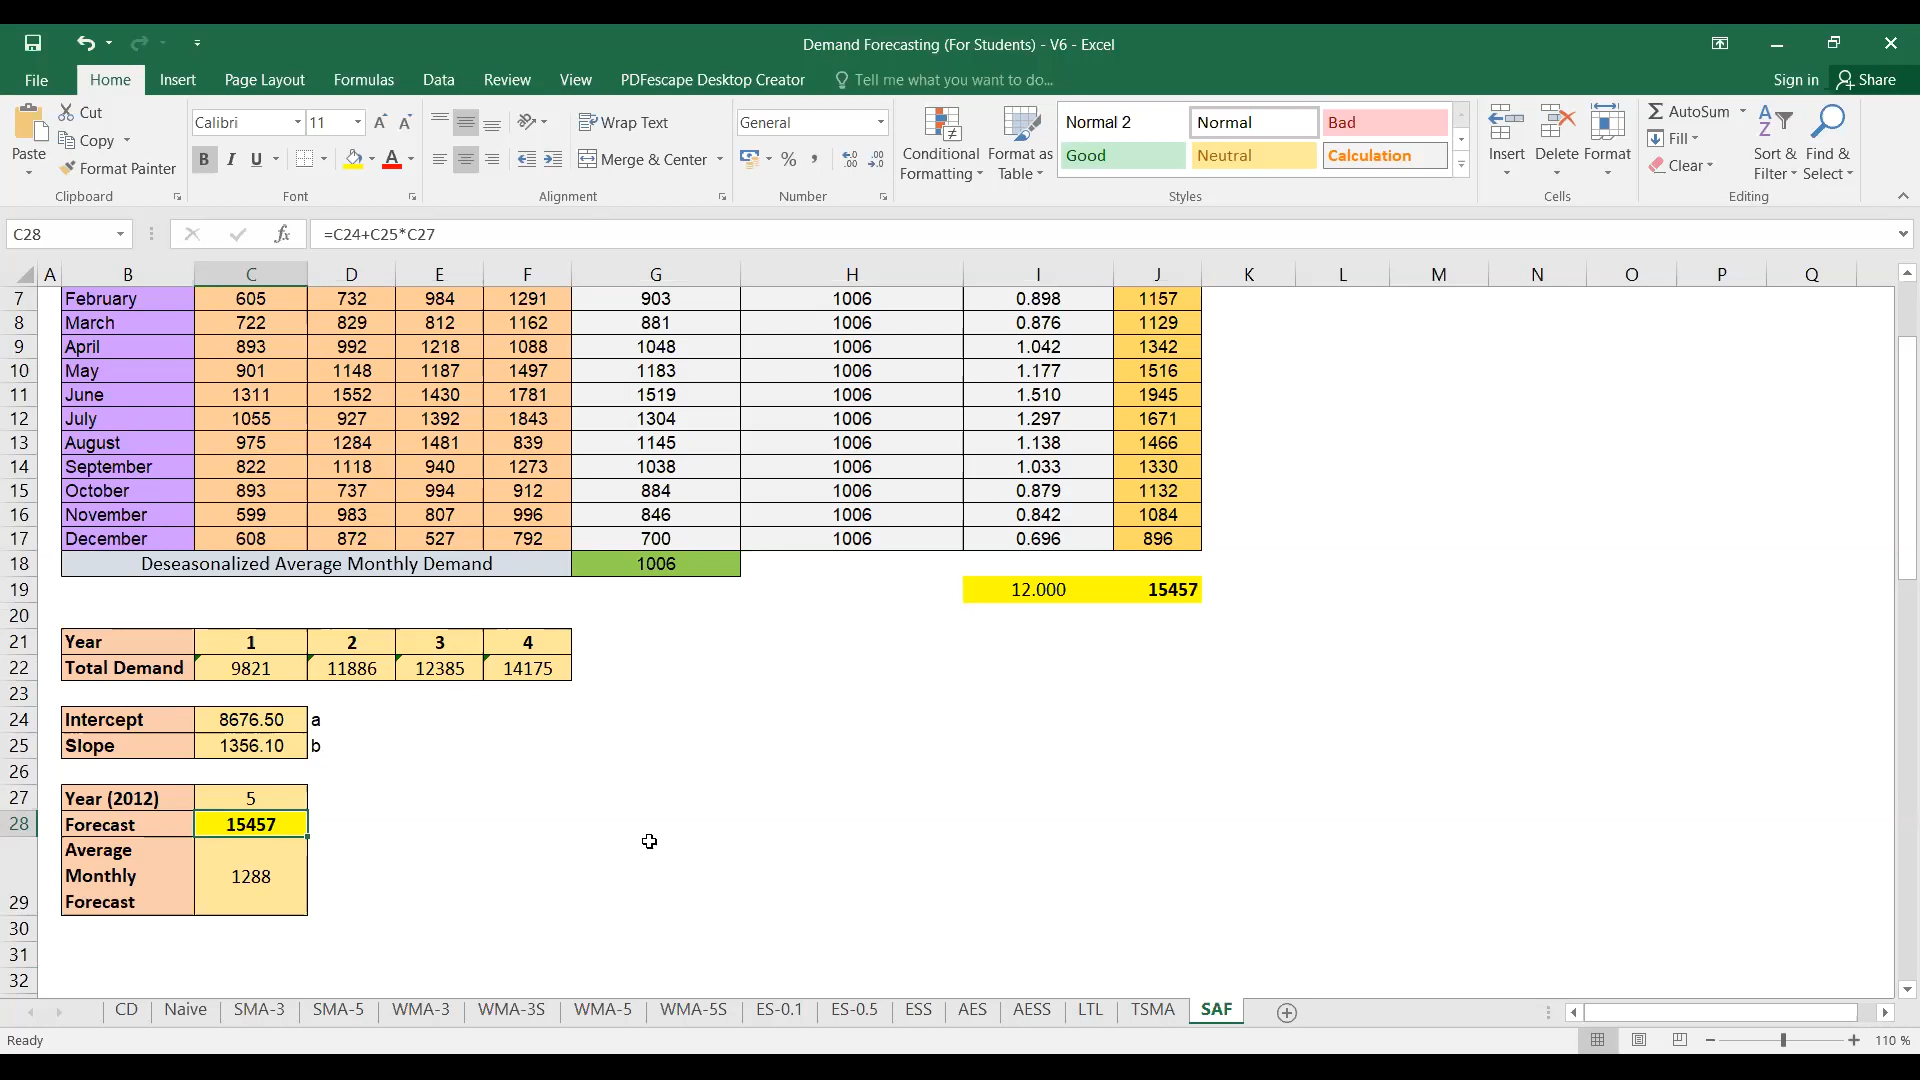 Demand Forecasting (For Students) - V6 - Excel
File Home Insert Page Layout Formulas Data Review View PDFescape Desktop Creator Tell me what you want to do... Sign in Share
Paste Cut Copy Format Painter
Clipboard
Calibri 11
B I U A
Font
Wrap Text
Merge & Center
Alignment
General
% ,
Number
Conditional Formatting
Format as Table
Normal 2 Normal Bad
Good Neutral Calculation
Styles
Insert Delete Format
Cells
AutoSum
Fill
Clear
Sort & Filter
Find & Select
Editing
C28 fx =C24+C25*C27
A B C D E F G H I J K L M N O P Q
7 February 605 732 984 1291 903 1006 0.898 1157
8 March 722 829 812 1162 881 1006 0.876 1129
9 April 893 992 1218 1088 1048 1006 1.042 1342
10 May 901 1148 1187 1497 1183 1006 1.177 1516
11 June 1311 1552 1430 1781 1519 1006 1.510 1945
12 July 1055 927 1392 1843 1304 1006 1.297 1671
13 August 975 1284 1481 839 1145 1006 1.138 1466
14 September 822 1118 940 1273 1038 1006 1.033 1330
15 October 893 737 994 912 884 1006 0.879 1132
16 November 599 983 807 996 846 1006 0.842 1084
17 December 608 872 527 792 700 1006 0.696 896
18 Deseasonalized Average Monthly Demand 1006
19 12.000 15457
20
21 Year 1 2 3 4
22 Total Demand 9821 11886 12385 14175
23
24 Intercept 8676.50 a
25 Slope 1356.10 b
26
27 Year (2012) 5
28 Forecast 15457
29 Average Monthly Forecast 1288
30
31
32
CD Naive SMA-3 SMA-5 WMA-3 WMA-3S WMA-5 WMA-5S ES-0.1 ES-0.5 ESS AES AESS LTL TSMA SAF
Ready 110 %